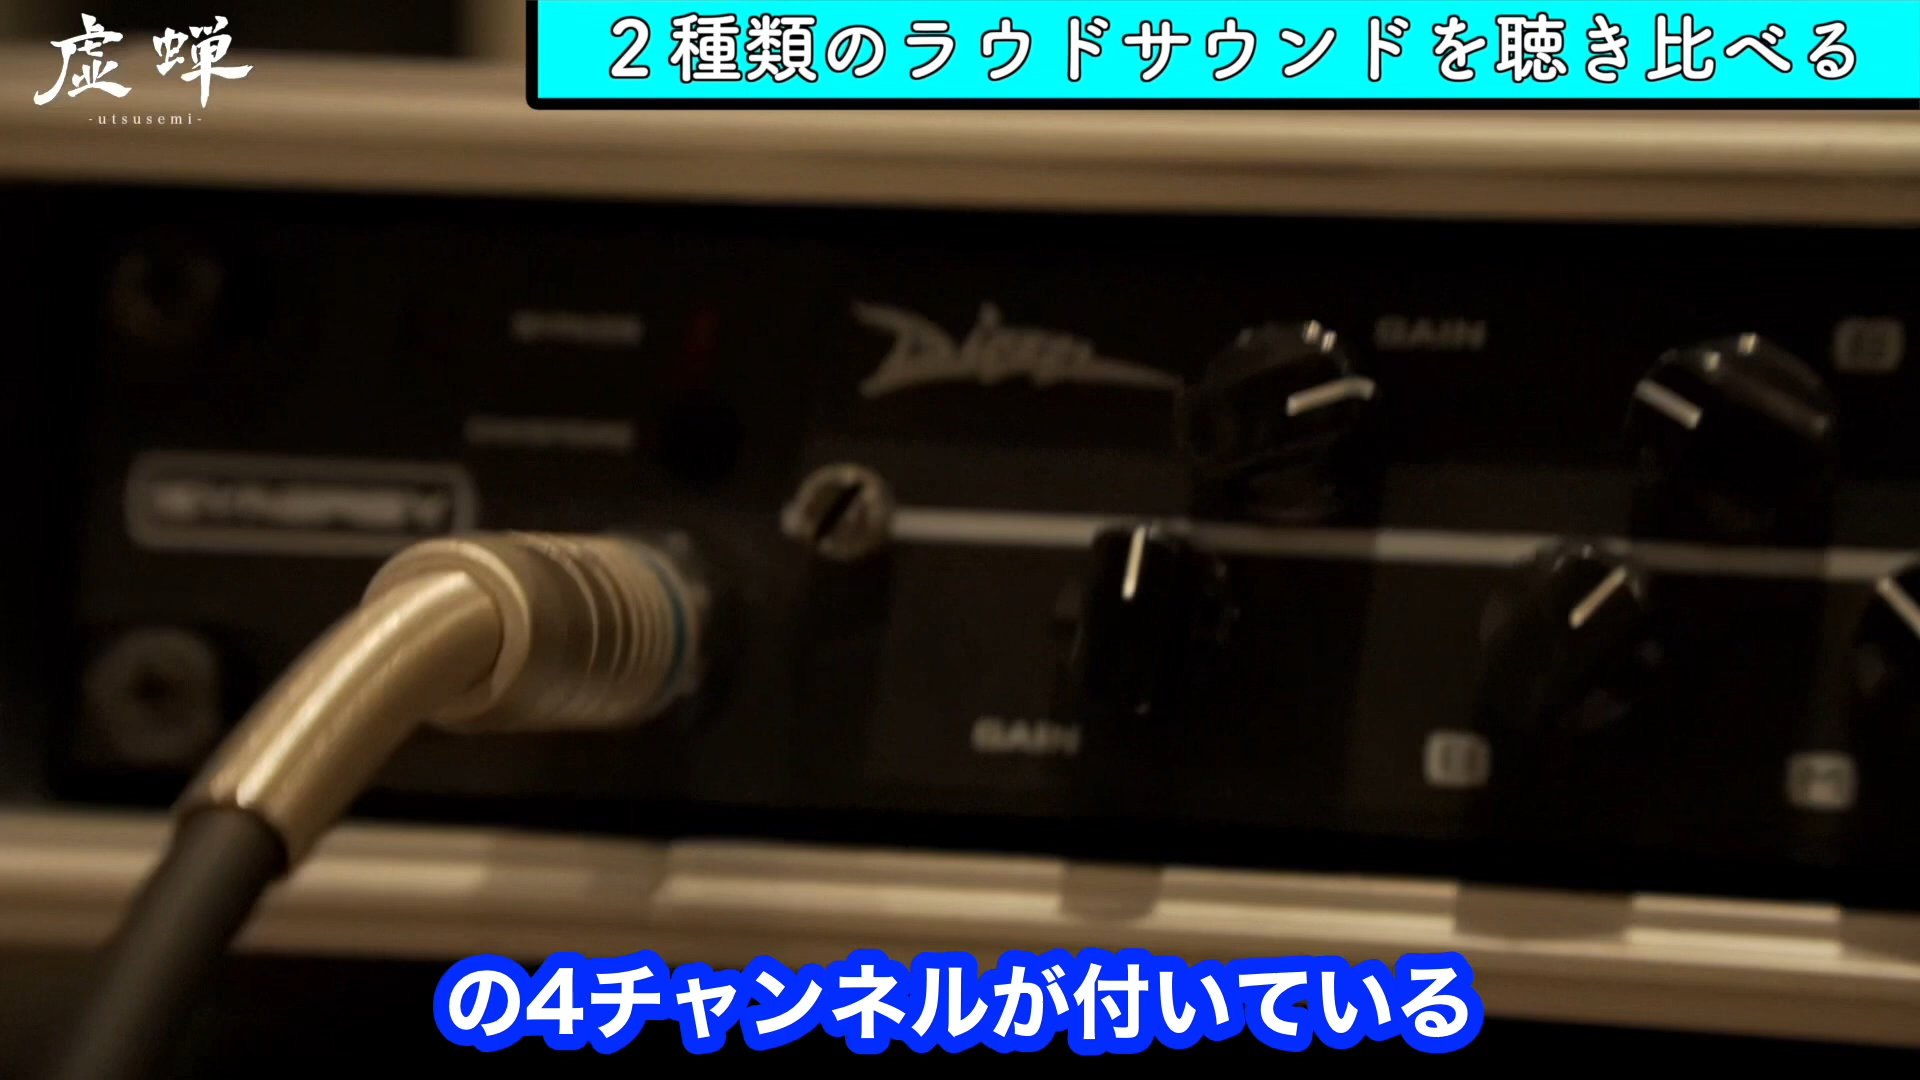 虚蝉
-utsusemi-
２種類のラウドサウンドを聴き比べる
Diezel
GAIN
GAIN
の4チャンネルが付いている